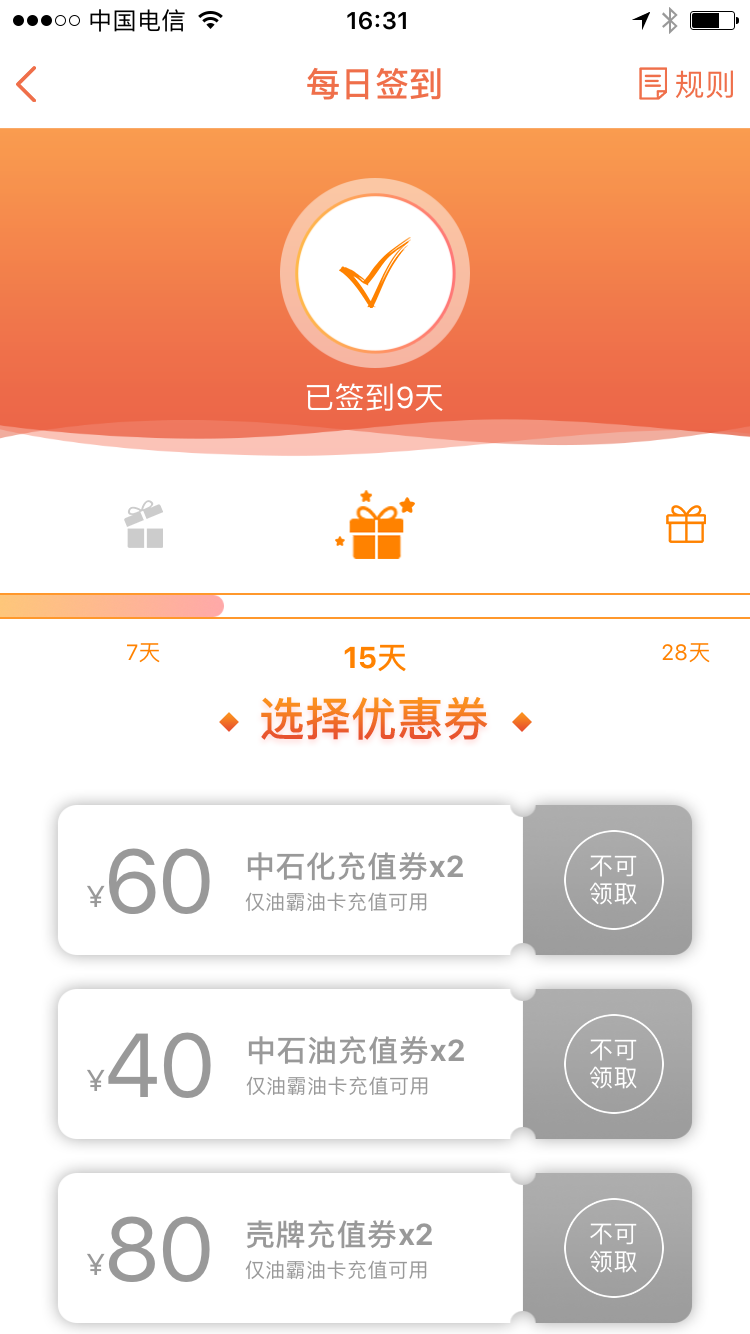 中国电信
16:31
每日签到
规则
已签到9天
7天
15天
28天
选择优惠券
¥60
中石化充值券x2
仅油霸油卡充值可用
不可
领取
¥40
中石油充值券x2
仅油霸油卡充值可用
不可
领取
¥80
壳牌充值券x2
仅油霸油卡充值可用
不可
领取